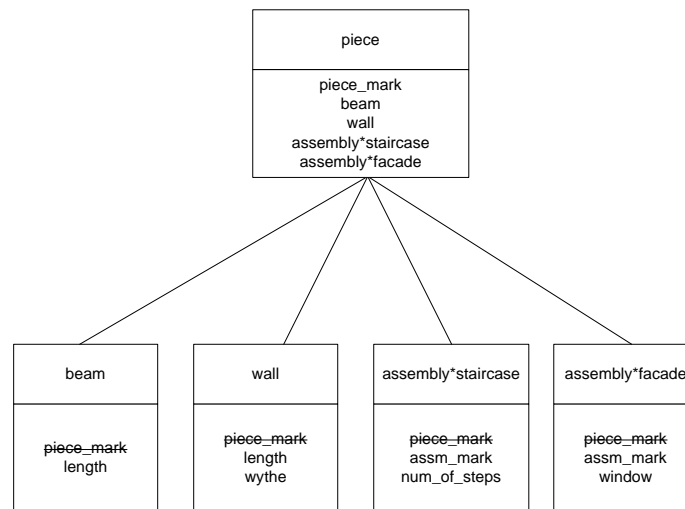 piece
piece_mark
beam
wall
assembly*staircase
assembly*facade
beam
piece_mark
length
wall
piece_mark
length
wythe
assembly*staircase
piece_mark
assm_mark
num_of_steps
assembly*facade
piece_mark
assm_mark
window